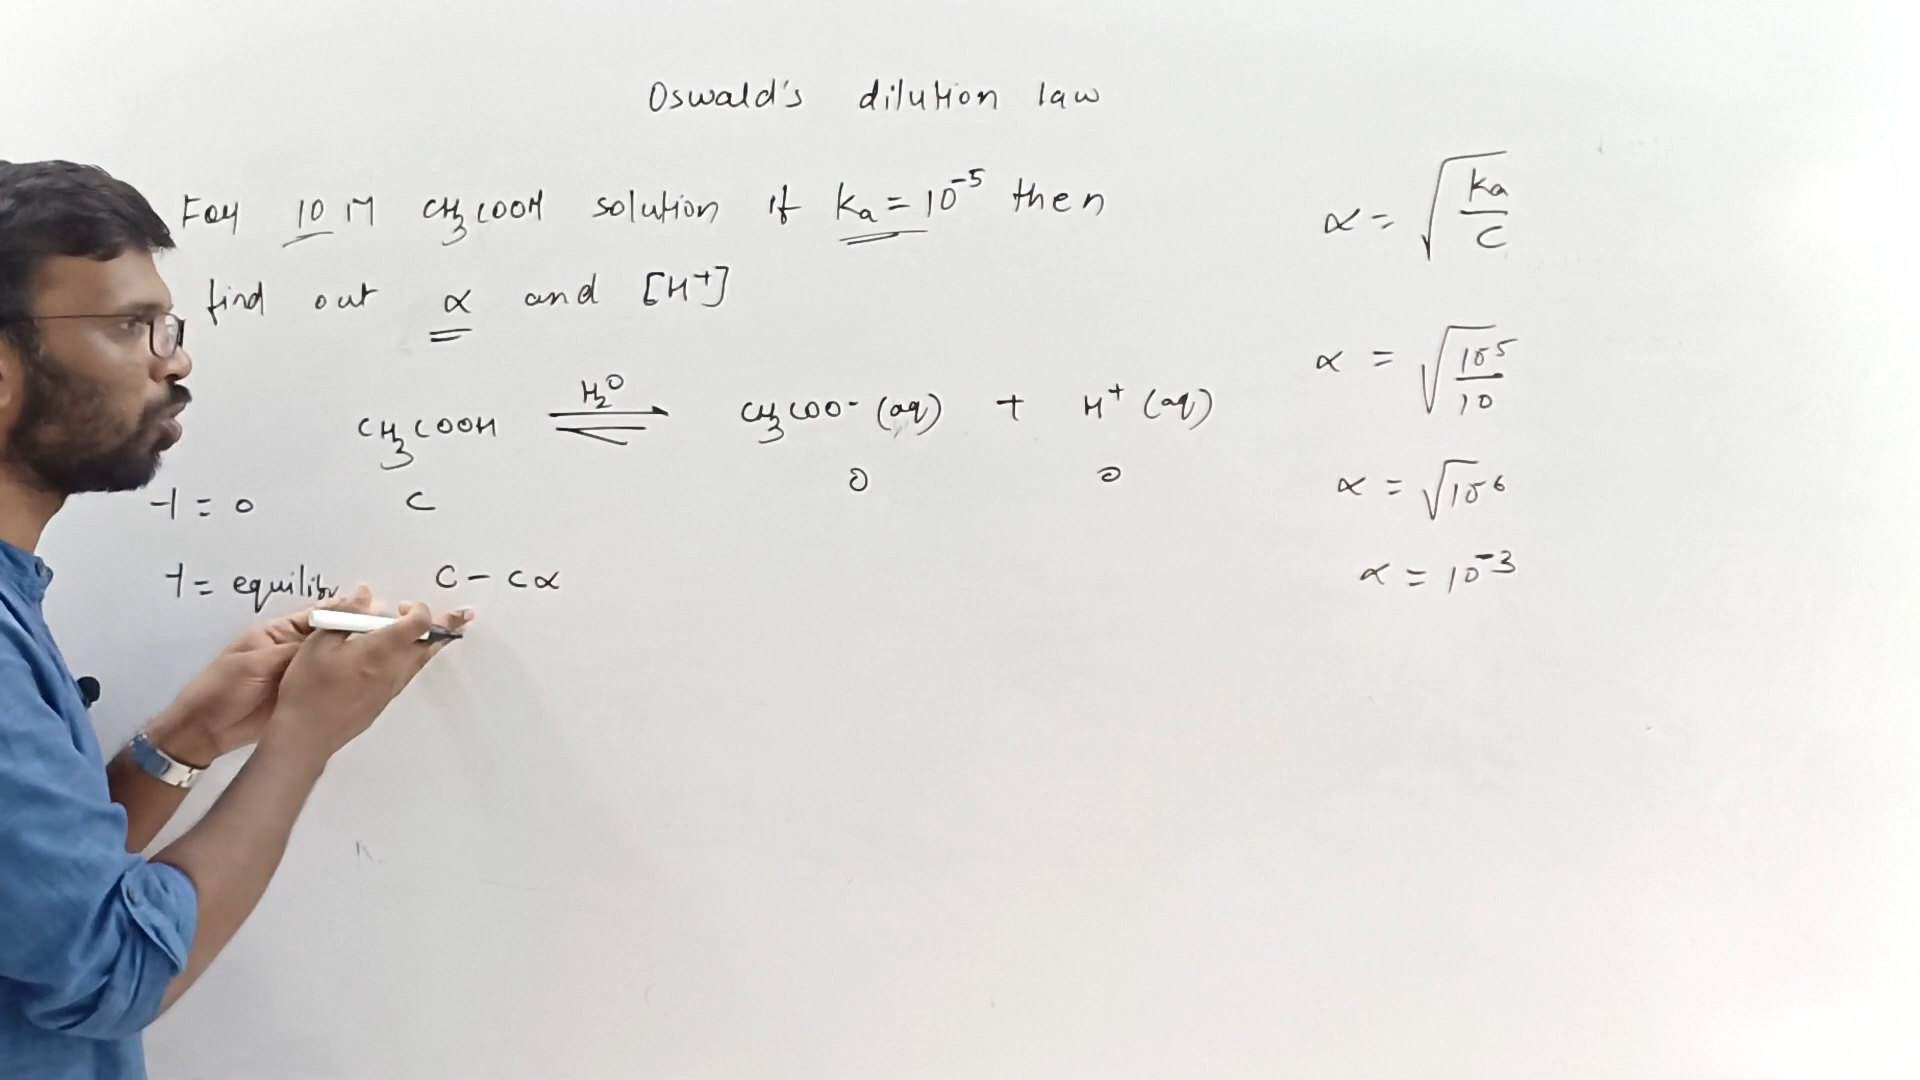 Oswald's dilution law
For 10 M CH3COOH solution if ka = 10⁻⁵ then
find out α and [H⁺]
CH3COOH ⇌ H2O CH3COO⁻ (aq) + H⁺ (aq)
t = 0 C 0 0
t = equilibr C - Cα
α = √(ka/C)
α = √(10⁻⁵/10)
α = √10⁻⁶
α = 10⁻³